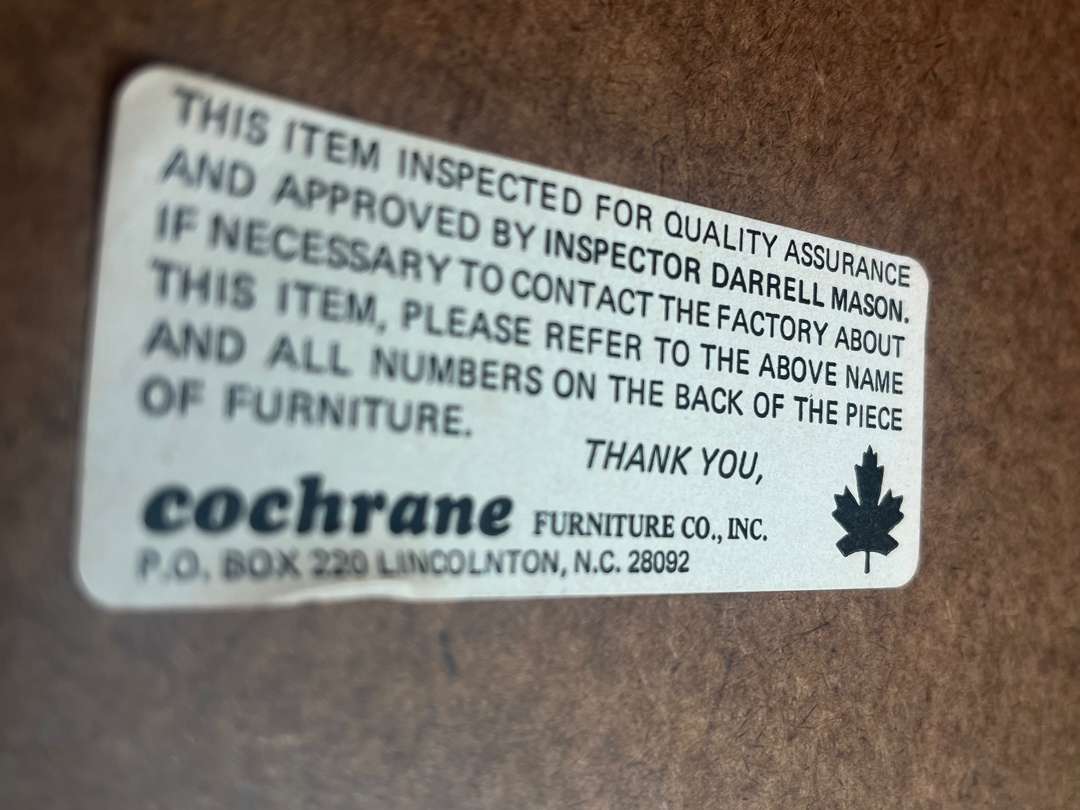 THIS ITEM INSPECTED FOR QUALITY ASSURANCE
AND APPROVED BY INSPECTOR DARRELL MASON.
IF NECESSARY TO CONTACT THE FACTORY ABOUT
THIS ITEM, PLEASE REFER TO THE ABOVE NAME
AND ALL NUMBERS ON THE BACK OF THE PIECE
OF FURNITURE.
THANK YOU,
cochrane FURNITURE CO., INC.
P.O. BOX 220 LINCOLNTON, N.C. 28092